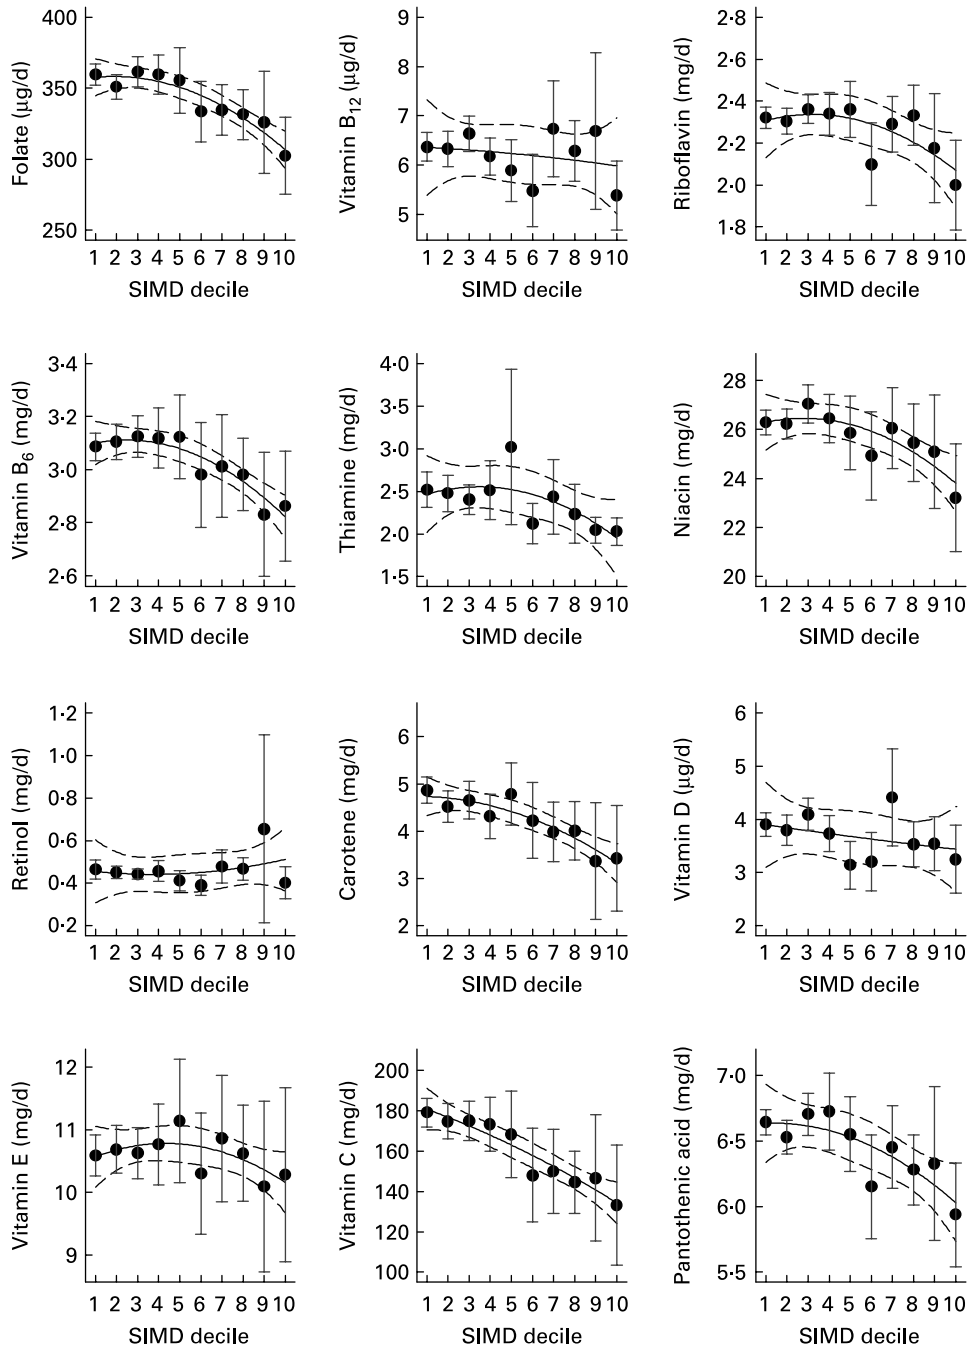 Folate (µg/d)
400
350
300
250
1 2 3 4 5 6 7 8 9 10
SIMD decile
Vitamin B12 (µg/d)
9
8
7
6
5
1 2 3 4 5 6 7 8 9 10
SIMD decile
Riboflavin (mg/d)
2·8
2·6
2·4
2·2
2·0
1·8
1 2 3 4 5 6 7 8 9 10
SIMD decile
Vitamin B6 (mg/d)
3·4
3·2
3·0
2·8
2·6
1 2 3 4 5 6 7 8 9 10
SIMD decile
Thiamine (mg/d)
4·0
3·5
3·0
2·5
2·0
1·5
1 2 3 4 5 6 7 8 9 10
SIMD decile
Niacin (mg/d)
28
26
24
22
20
1 2 3 4 5 6 7 8 9 10
SIMD decile
Retinol (mg/d)
1·2
1·0
0·8
0·6
0·4
0·2
1 2 3 4 5 6 7 8 9 10
SIMD decile
Carotene (mg/d)
6
5
4
3
2
1 2 3 4 5 6 7 8 9 10
SIMD decile
Vitamin D (µg/d)
6
5
4
3
2
1 2 3 4 5 6 7 8 9 10
SIMD decile
Vitamin E (mg/d)
12
11
10
9
1 2 3 4 5 6 7 8 9 10
SIMD decile
Vitamin C (mg/d)
200
180
160
140
120
100
1 2 3 4 5 6 7 8 9 10
SIMD decile
Pantothenic acid (mg/d)
7·0
6·5
6·0
5·5
1 2 3 4 5 6 7 8 9 10
SIMD decile